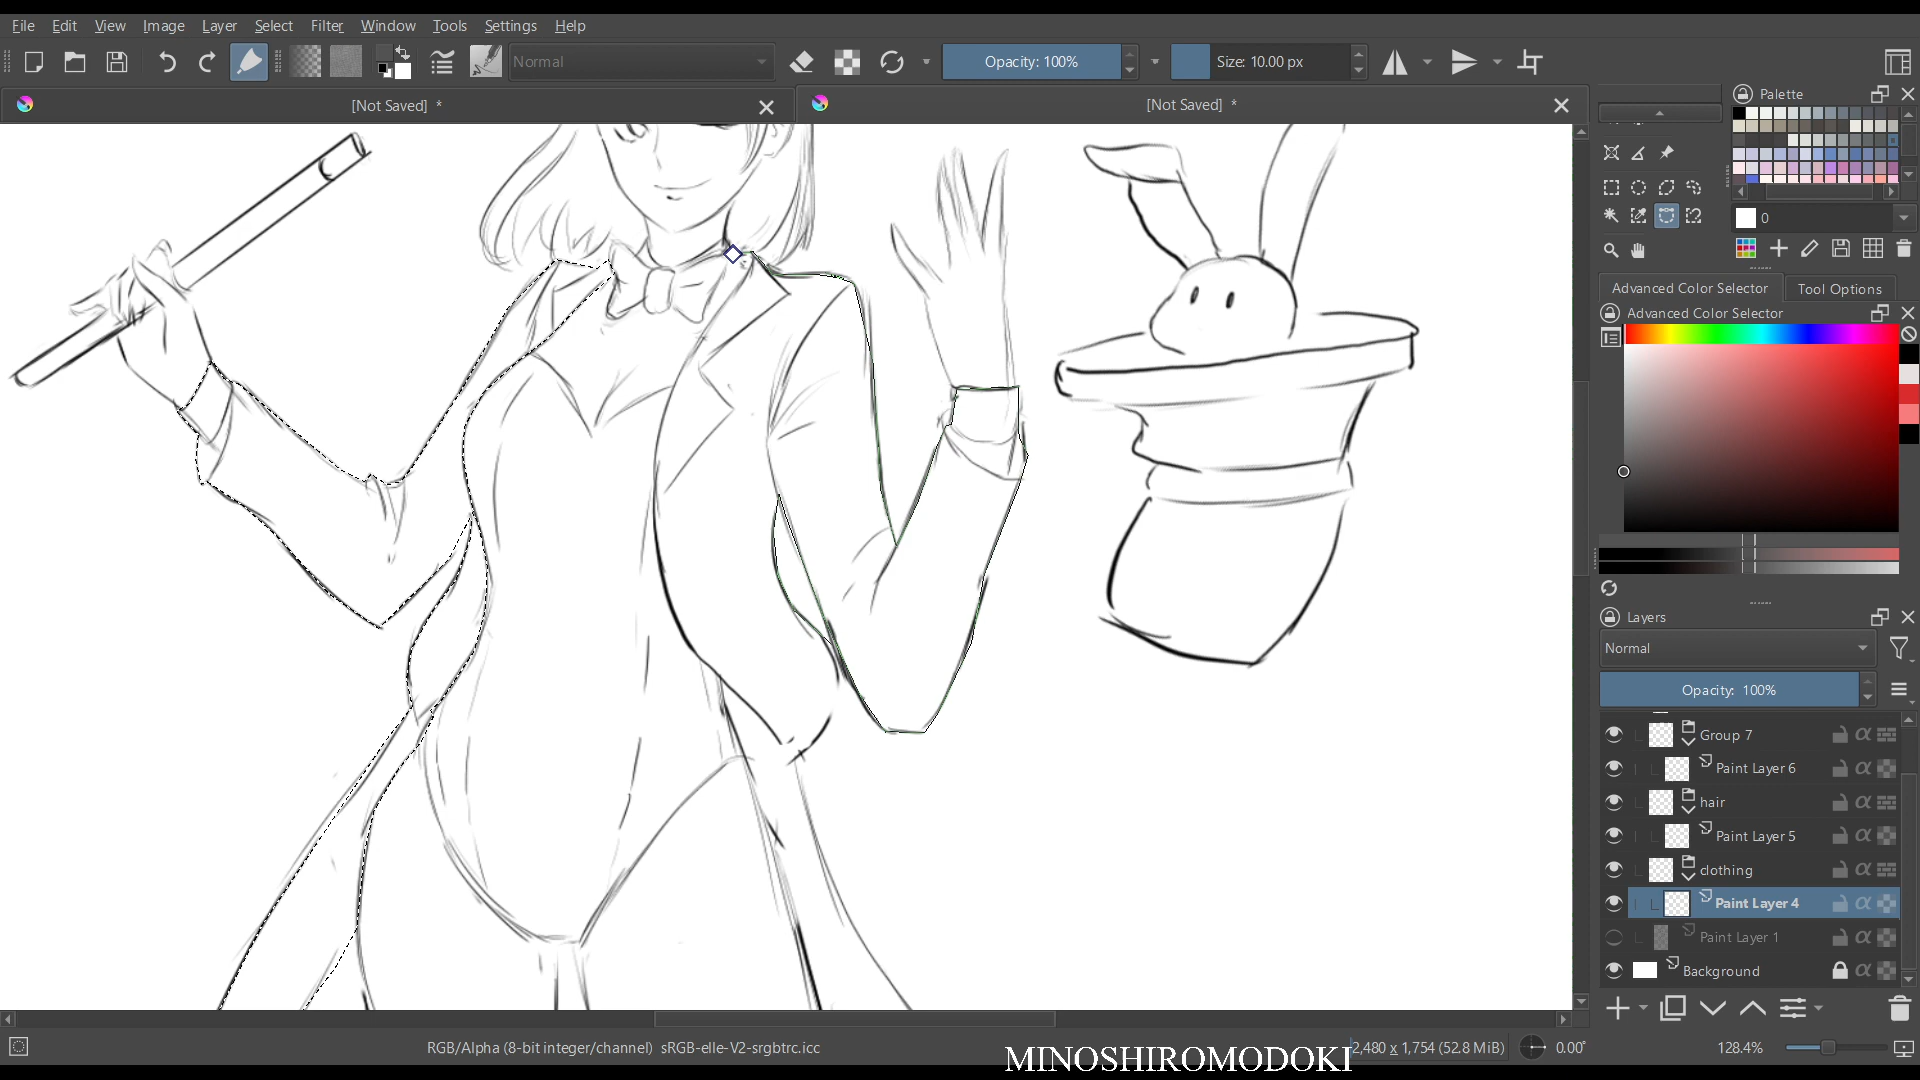 File Edit View Image Layer Select Filter Window Tools Settings Help
Normal Opacity: 100% Size: 10.00 px
[Not Saved] * [Not Saved] *
Palette
0
Advanced Color Selector Tool Options
Advanced Color Selector
Layers
Normal
Opacity: 100%
Group 7
Paint Layer 6
hair
Paint Layer 5
clothing
Paint Layer 4
Paint Layer 1
Background
RGB/Alpha (8-bit integer/channel) sRGB-elle-V2-srgbtrc.icc
MINOSHIROMODOKI
2,480 x 1,754 (52.8 MiB) 0.00° 128.4%